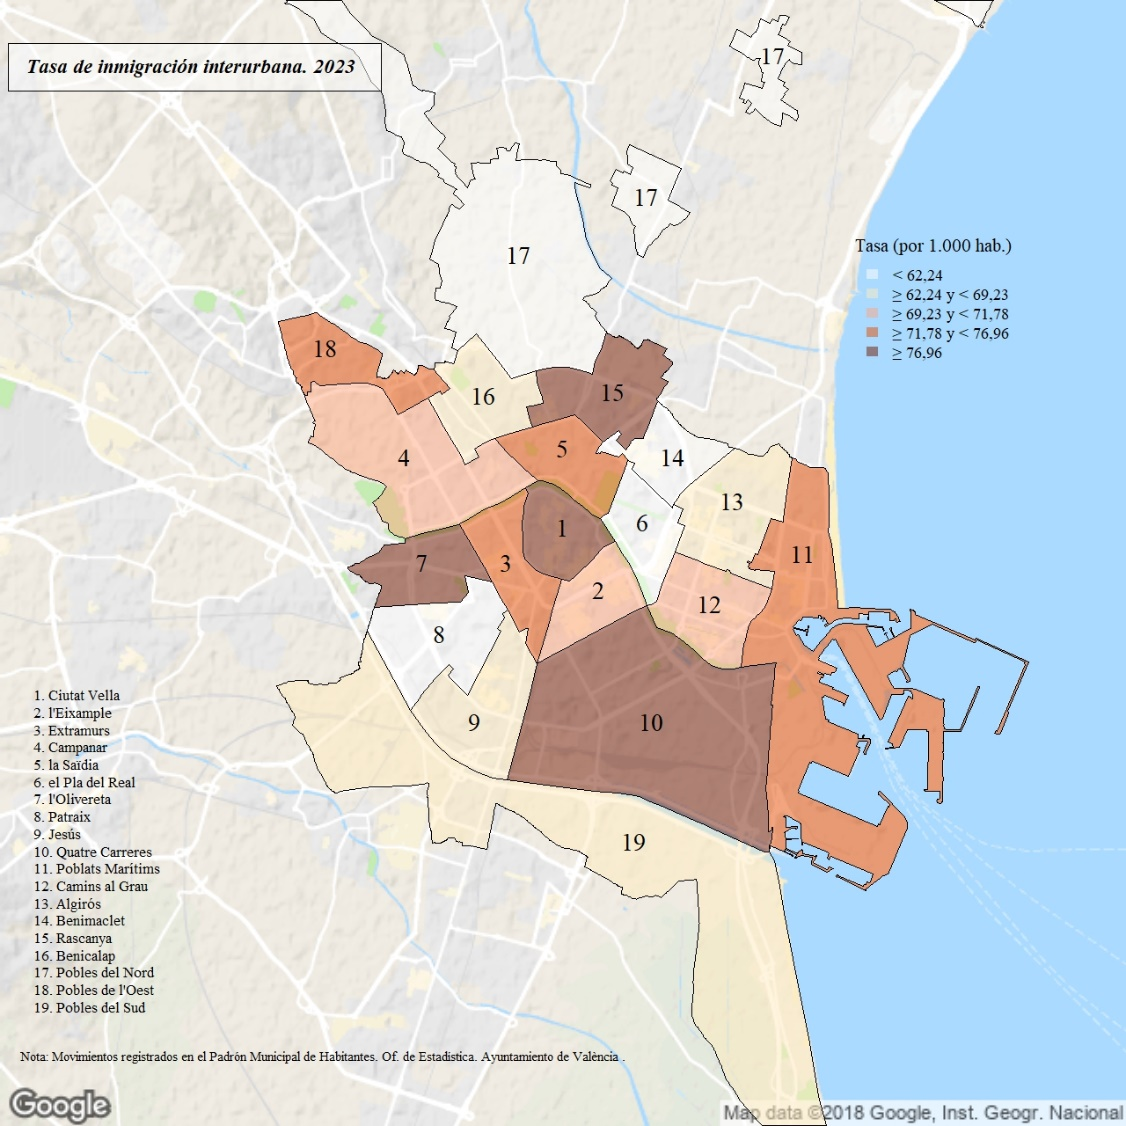 Tasa de inmigración interurbana. 2023
17
17
17
Tasa (por 1.000 hab.)
< 62,24
≥ 62,24 y < 69,23
≥ 69,23 y < 71,78
≥ 71,78 y < 76,96
≥ 76,96
18
16
15
4
5
14
13
1
6
7
3
11
2
12
8
9
10
19
1. Ciutat Vella
2. l'Eixample
3. Extramurs
4. Campanar
5. la Saïdia
6. el Pla del Real
7. l'Olivereta
8. Patraix
9. Jesús
10. Quatre Carreres
11. Poblats Marítims
12. Camins al Grau
13. Algirós
14. Benimaclet
15. Rascanya
16. Benicalap
17. Pobles del Nord
18. Pobles de l'Oest
19. Pobles del Sud
Nota: Movimientos registrados en el Padrón Municipal de Habitantes. Of. de Estadística. Ayuntamiento de València .
Google
Map data ©2018 Google, Inst. Geogr. Nacional